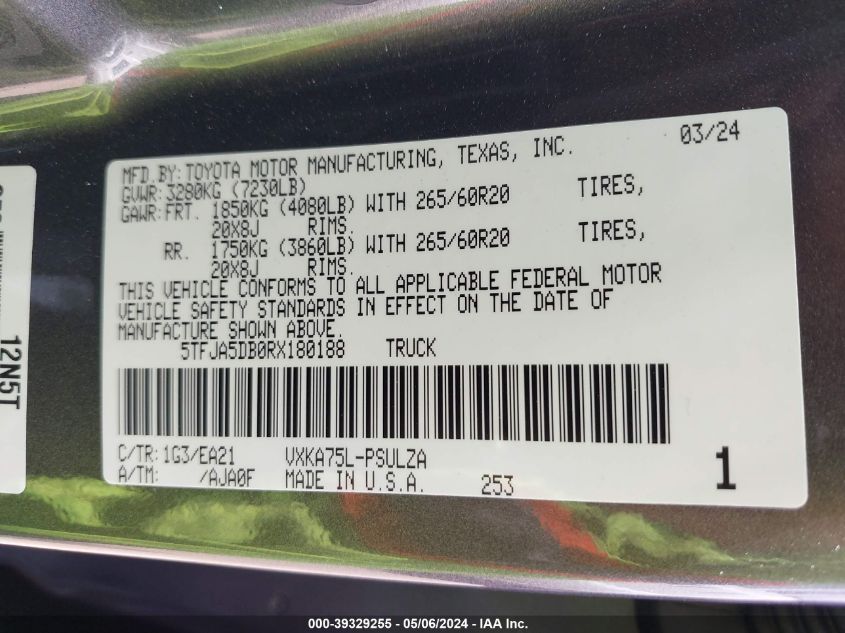 MFD.BY:TOYOTA MOTOR MANUFACTURING, TEXAS, INC. 03/24
GVWR:3280KG (7230LB)
GAWR:FRT. 1850KG (4080LB) WITH 265/60R20 TIRES,
20X8J RIMS.
RR. 1750KG (3860LB) WITH 265/60R20 TIRES,
20X8J RIMS.
THIS VEHICLE CONFORMS TO ALL APPLICABLE FEDERAL MOTOR
VEHICLE SAFETY STANDARDS IN EFFECT ON THE DATE OF
MANUFACTURE SHOWN ABOVE.
5TFJA5DB0RX180188 TRUCK
C/TR:1G3/EA21 VXKA75L-PSULZA
A/TM: /AJA0F MADE IN U.S.A. 253 1
12N5T
000-39329255 - 05/06/2024 - IAA Inc.